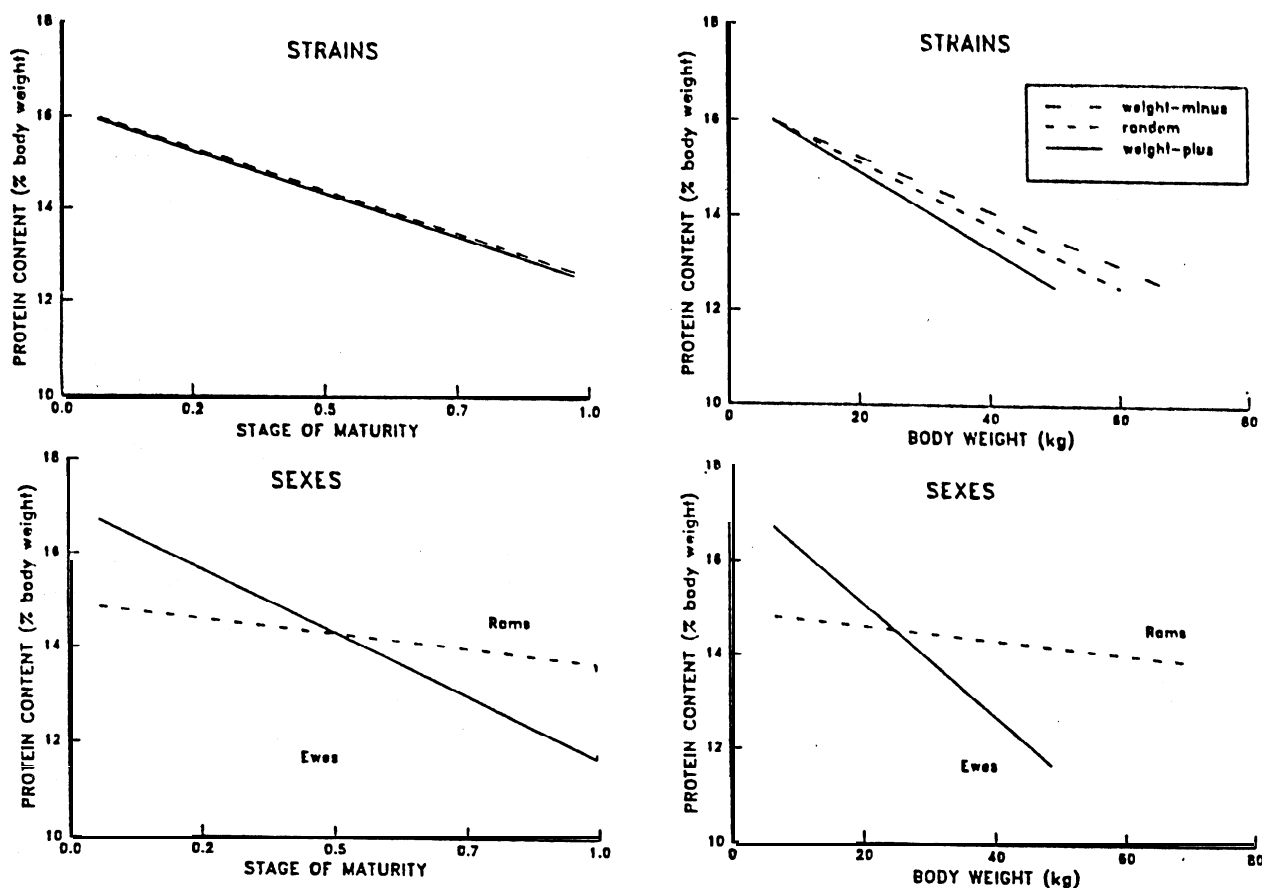 STRAINS
PROTEIN CONTENT (% body weight)
18
16
14
12
10
0.0 0.2 0.5 0.7 1.0
STAGE OF MATURITY
STRAINS
PROTEIN CONTENT (% body weight)
18
16
14
12
10
weight-minus
random
weight-plus
0 20 40 60 80
BODY WEIGHT (kg)
SEXES
PROTEIN CONTENT (% body weight)
18
16
14
12
10
Rams
Ewes
0.0 0.2 0.5 0.7 1.0
STAGE OF MATURITY
SEXES
PROTEIN CONTENT (% body weight)
18
16
14
12
10
Rams
Ewes
0 20 40 60 80
BODY WEIGHT (kg)